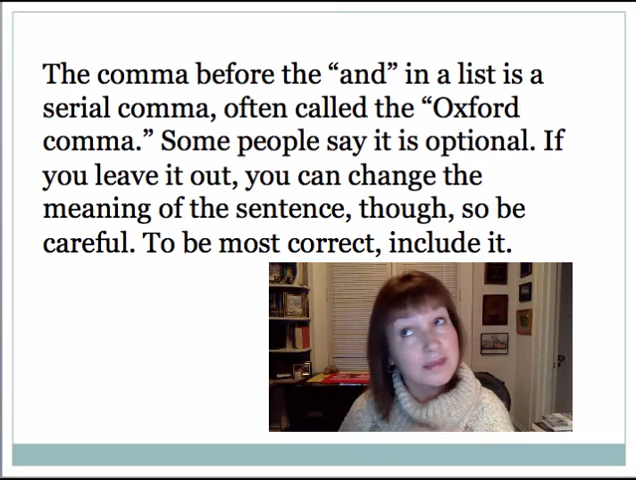 The comma before the “and” in a list is a
serial comma, often called the “Oxford
comma.” Some people say it is optional. If
you leave it out, you can change the
meaning of the sentence, though, so be
careful. To be most correct, include it.